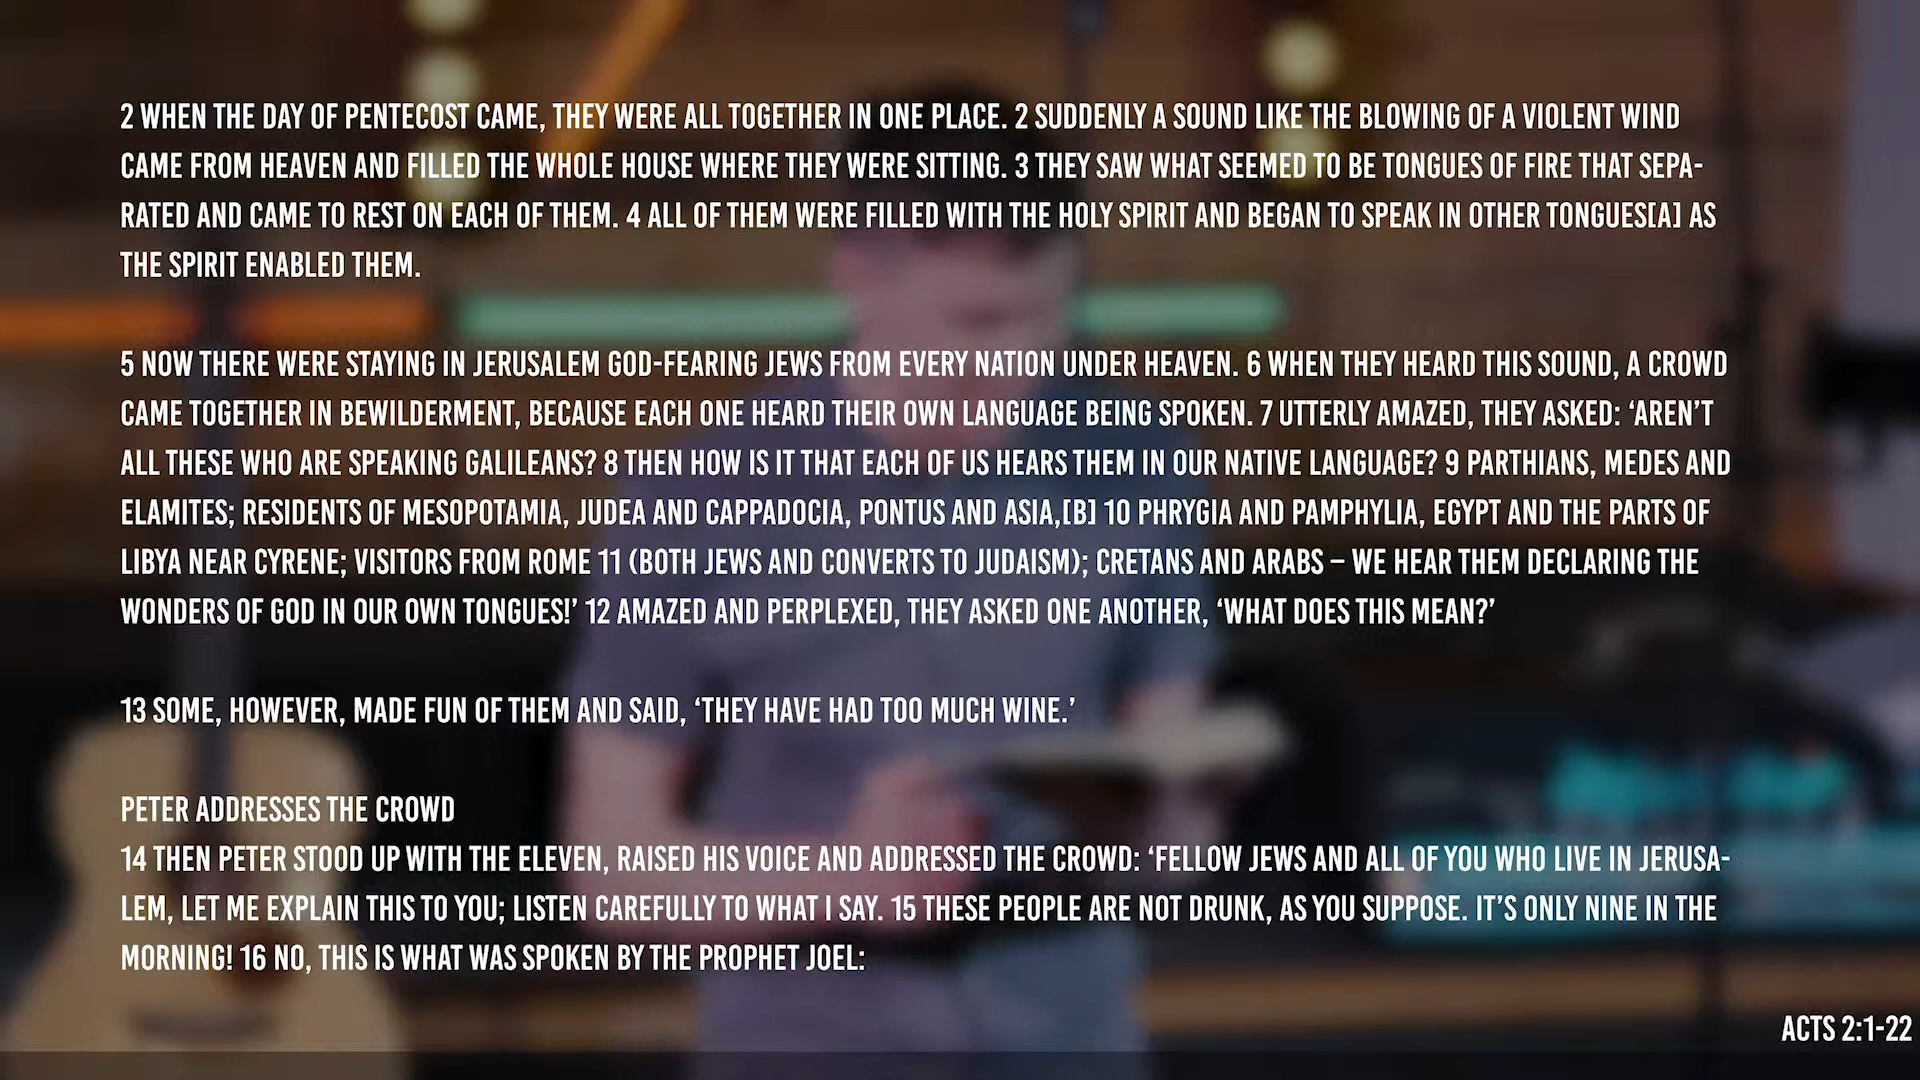 2 WHEN THE DAY OF PENTECOST CAME, THEY WERE ALL TOGETHER IN ONE PLACE. 2 SUDDENLY A SOUND LIKE THE BLOWING OF A VIOLENT WIND
CAME FROM HEAVEN AND FILLED THE WHOLE HOUSE WHERE THEY WERE SITTING. 3 THEY SAW WHAT SEEMED TO BE TONGUES OF FIRE THAT SEPA-
RATED AND CAME TO REST ON EACH OF THEM. 4 ALL OF THEM WERE FILLED WITH THE HOLY SPIRIT AND BEGAN TO SPEAK IN OTHER TONGUES[A] AS
THE SPIRIT ENABLED THEM.
5 NOW THERE WERE STAYING IN JERUSALEM GOD-FEARING JEWS FROM EVERY NATION UNDER HEAVEN. 6 WHEN THEY HEARD THIS SOUND, A CROWD
CAME TOGETHER IN BEWILDERMENT, BECAUSE EACH ONE HEARD THEIR OWN LANGUAGE BEING SPOKEN. 7 UTTERLY AMAZED, THEY ASKED: ‘AREN’T
ALL THESE WHO ARE SPEAKING GALILEANS? 8 THEN HOW IS IT THAT EACH OF US HEARS THEM IN OUR NATIVE LANGUAGE? 9 PARTHIANS, MEDES AND
ELAMITES; RESIDENTS OF MESOPOTAMIA, JUDEA AND CAPPADOCIA, PONTUS AND ASIA,[B] 10 PHRYGIA AND PAMPHYLIA, EGYPT AND THE PARTS OF
LIBYA NEAR CYRENE; VISITORS FROM ROME 11 (BOTH JEWS AND CONVERTS TO JUDAISM); CRETANS AND ARABS – WE HEAR THEM DECLARING THE
WONDERS OF GOD IN OUR OWN TONGUES!’ 12 AMAZED AND PERPLEXED, THEY ASKED ONE ANOTHER, ‘WHAT DOES THIS MEAN?’
13 SOME, HOWEVER, MADE FUN OF THEM AND SAID, ‘THEY HAVE HAD TOO MUCH WINE.’
PETER ADDRESSES THE CROWD
14 THEN PETER STOOD UP WITH THE ELEVEN, RAISED HIS VOICE AND ADDRESSED THE CROWD: ‘FELLOW JEWS AND ALL OF YOU WHO LIVE IN JERUSA-
LEM, LET ME EXPLAIN THIS TO YOU; LISTEN CAREFULLY TO WHAT I SAY. 15 THESE PEOPLE ARE NOT DRUNK, AS YOU SUPPOSE. IT’S ONLY NINE IN THE
MORNING! 16 NO, THIS IS WHAT WAS SPOKEN BY THE PROPHET JOEL:
ACTS 2:1-22